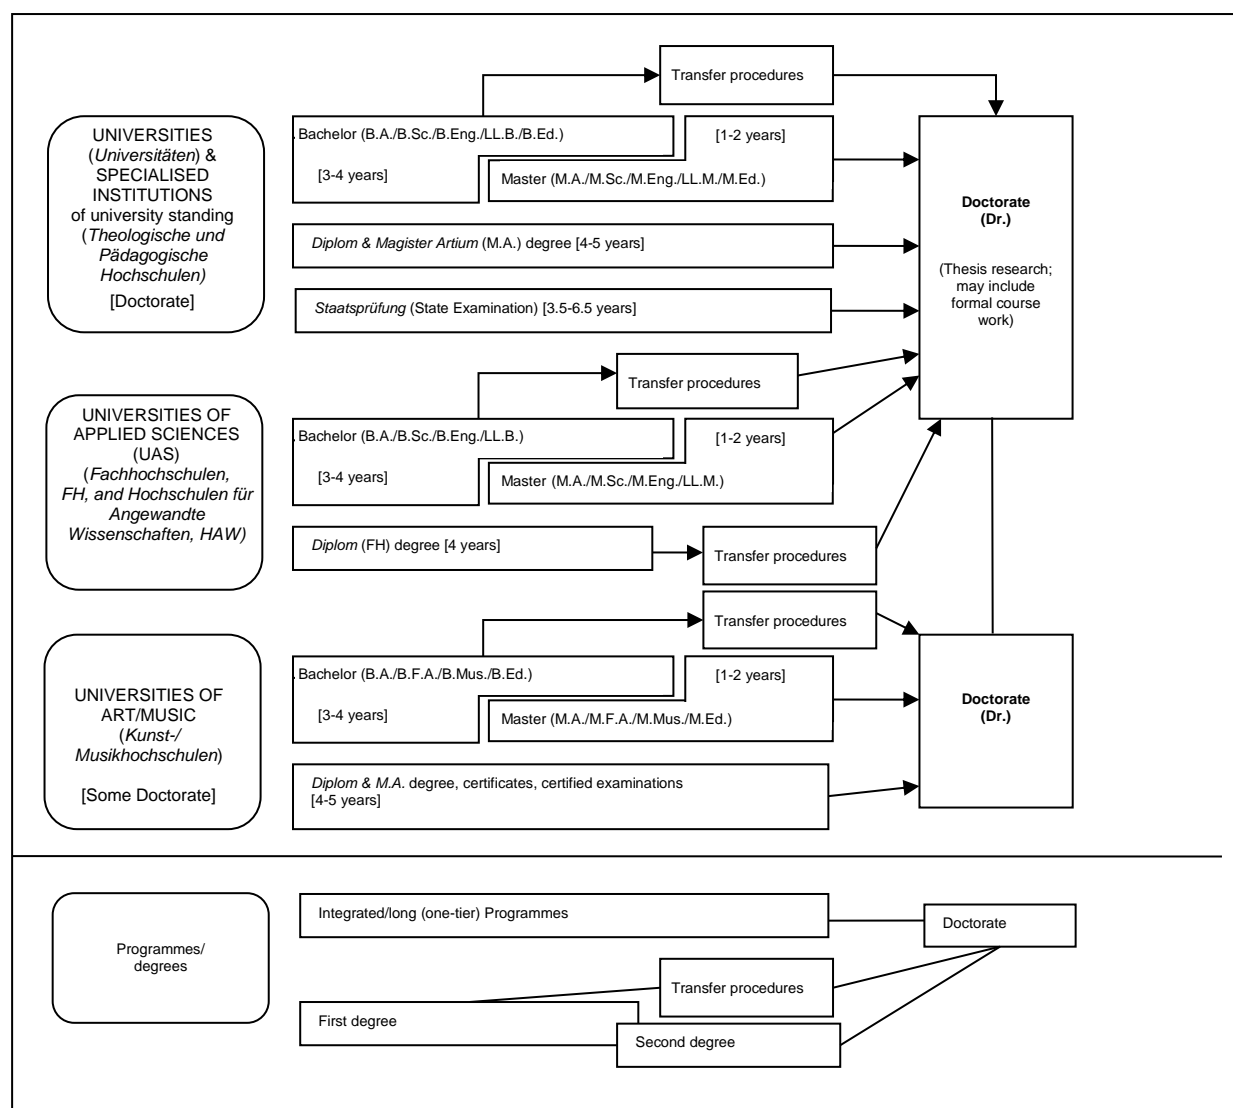 Transfer procedures
UNIVERSITIES
(Universitäten) &
SPECIALISED
INSTITUTIONS
of university standing
(Theologische und
Pädagogische
Hochschulen)
[Doctorate]
. Bachelor (B.A./B.Sc./B.Eng./LL.B./B.Ed.)
[3-4 years]
[1-2 years]
Master (M.A./M.Sc./M.Eng./LL.M./M.Ed.)
Diplom & Magister Artium (M.A.) degree [4-5 years]
Staatsprüfung (State Examination) [3.5-6.5 years]
Doctorate
(Dr.)
(Thesis research;
may include
formal course
work)
Transfer procedures
UNIVERSITIES OF
APPLIED SCIENCES
(UAS)
(Fachhochschulen,
FH, and Hochschulen für
Angewandte
Wissenschaften, HAW)
. Bachelor (B.A./B.Sc./B.Eng./LL.B.)
[3-4 years]
[1-2 years]
Master (M.A./M.Sc./M.Eng./LL.M.)
Diplom (FH) degree [4 years]
Transfer procedures
Transfer procedures
UNIVERSITIES OF
ART/MUSIC
(Kunst-/
Musikhochschulen)
[Some Doctorate]
. Bachelor (B.A./B.F.A./B.Mus./B.Ed.)
[3-4 years]
[1-2 years]
Master (M.A./M.F.A./M.Mus./M.Ed.)
Diplom & M.A. degree, certificates, certified examinations
[4-5 years]
Doctorate
(Dr.)
Programmes/
degrees
Integrated/long (one-tier) Programmes
Doctorate
Transfer procedures
First degree
Second degree